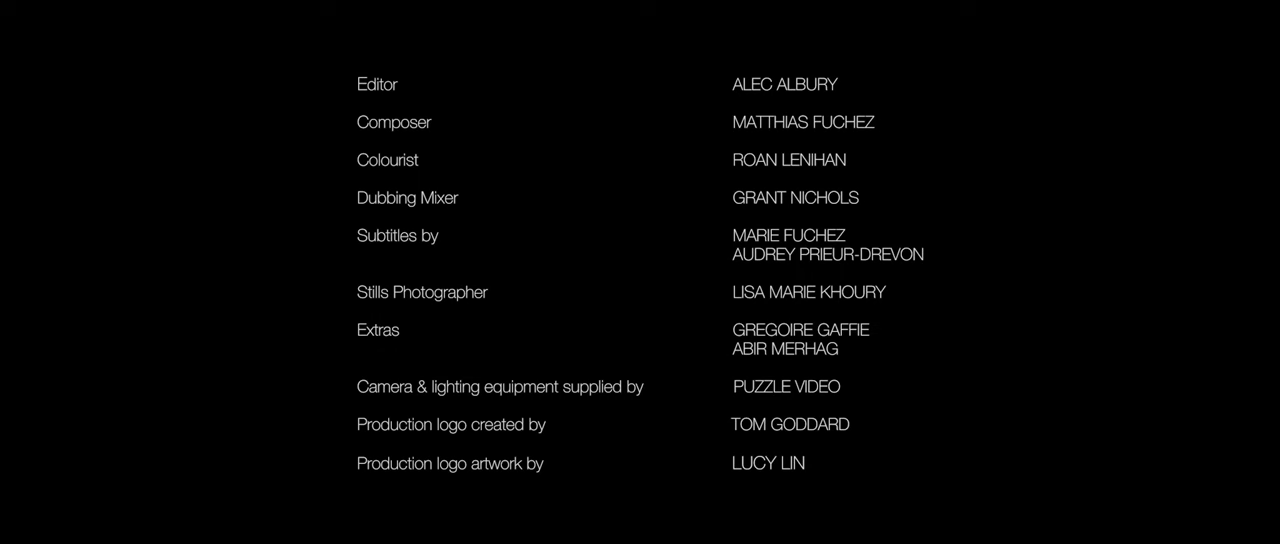 Editor ALEC ALBURY
Composer MATTHIAS FUCHEZ
Colourist ROAN LENIHAN
Dubbing Mixer GRANT NICHOLS
Subtitles by MARIE FUCHEZ
AUDREY PRIEUR-DREVON
Stills Photographer LISA MARIE KHOURY
Extras GREGOIRE GAFFIE
ABIR MERHAG
Camera & lighting equipment supplied by PUZZLE VIDEO
Production logo created by TOM GODDARD
Production logo artwork by LUCY LIN